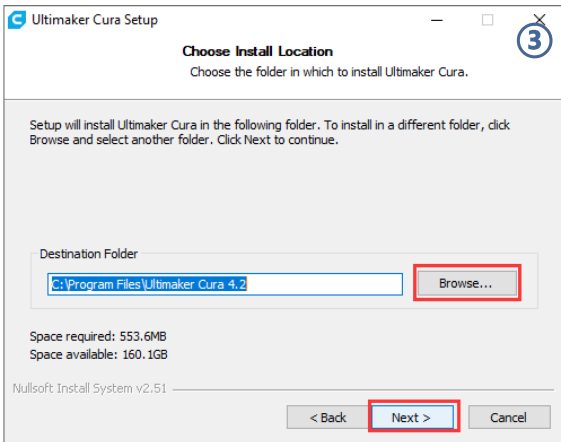 Ultimaker Cura Setup
③
Choose Install Location
Choose the folder in which to install Ultimaker Cura.
Setup will install Ultimaker Cura in the following folder. To install in a different folder, click
Browse and select another folder. Click Next to continue.
Destination Folder
C:\Program Files\Ultimaker Cura 4.2
Browse...
Space required: 553.6MB
Space available: 160.1GB
Nullsoft Install System v2.51
< Back
Next >
Cancel